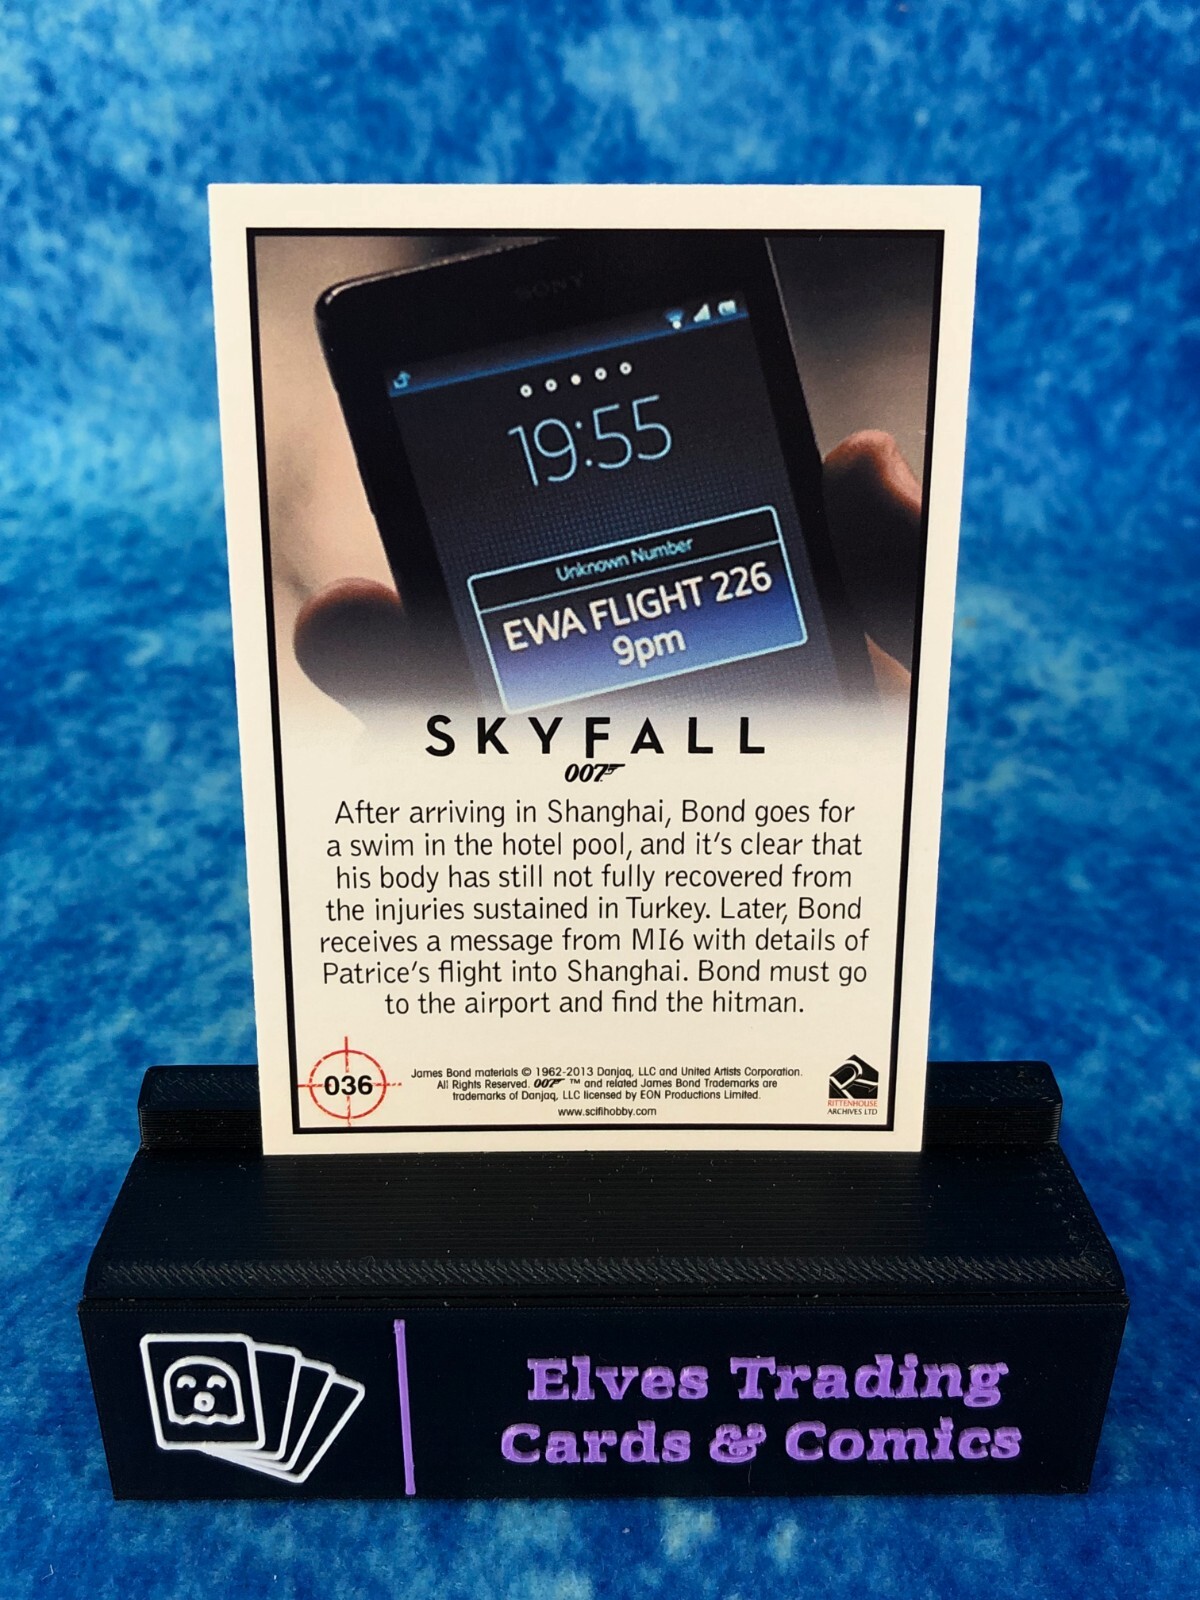 SONY
19:55
Unknown Number
EWA FLIGHT 226
9pm
SKYFALL
007
After arriving in Shanghai, Bond goes for
a swim in the hotel pool, and it's clear that
his body has still not fully recovered from
the injuries sustained in Turkey. Later, Bond
receives a message from MI6 with details of
Patrice's flight into Shanghai. Bond must go
to the airport and find the hitman.
036
James Bond materials © 1962-2013 Danjaq, LLC and United Artists Corporation.
All Rights Reserved. 007 ™ and related James Bond Trademarks are
trademarks of Danjaq, LLC licensed by EON Productions Limited.
www.scifihobby.com
RITTENHOUSE
ARCHIVES LTD
Elves Trading
Cards & Comics